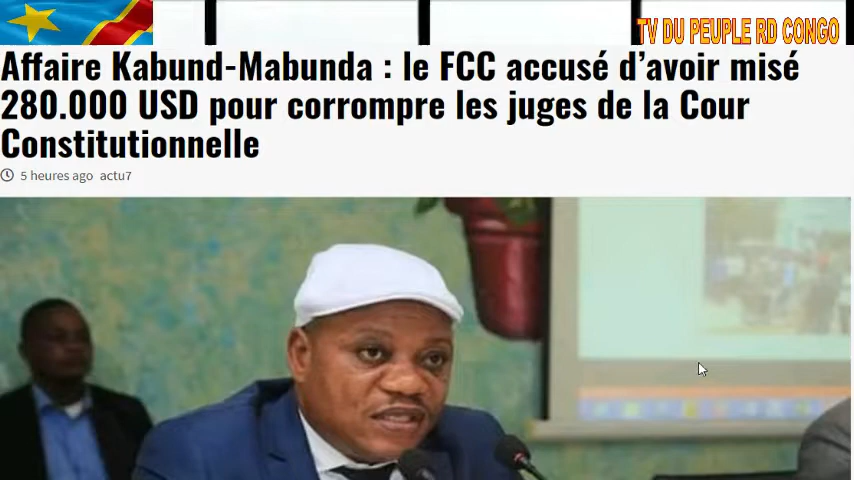 TV DU PEUPLE RD CONGO
Affaire Kabund-Mabunda : le FCC accusé d’avoir misé
280.000 USD pour corrompre les juges de la Cour
Constitutionnelle
5 heures ago actu7